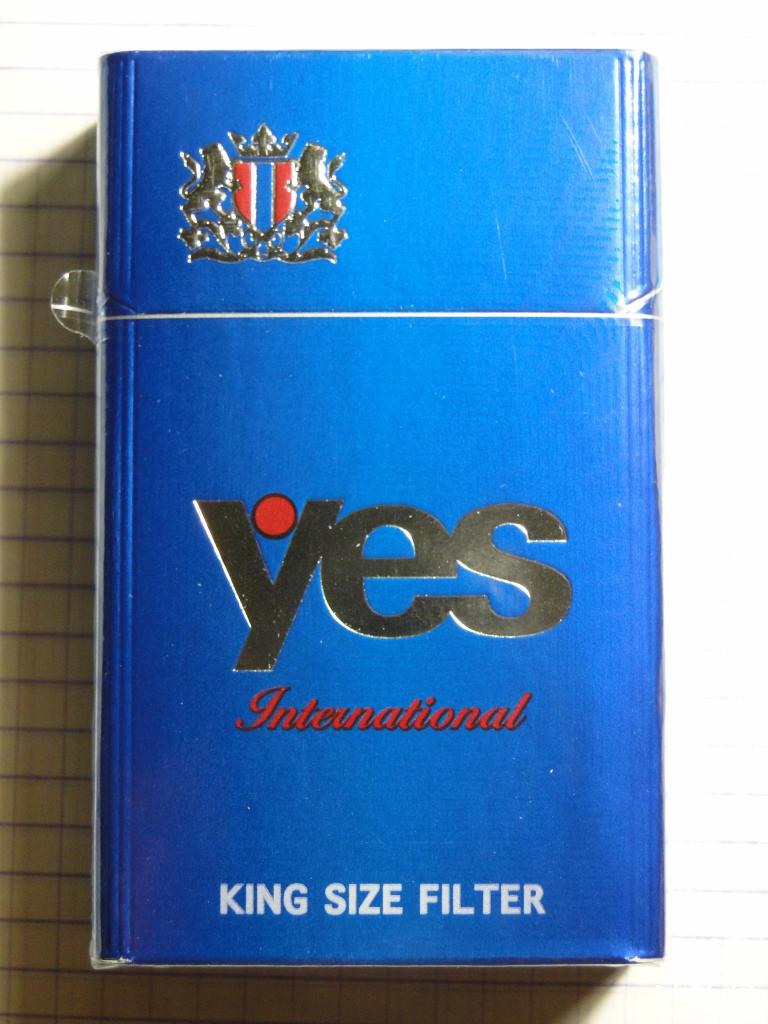 yes
International
KING SIZE FILTER